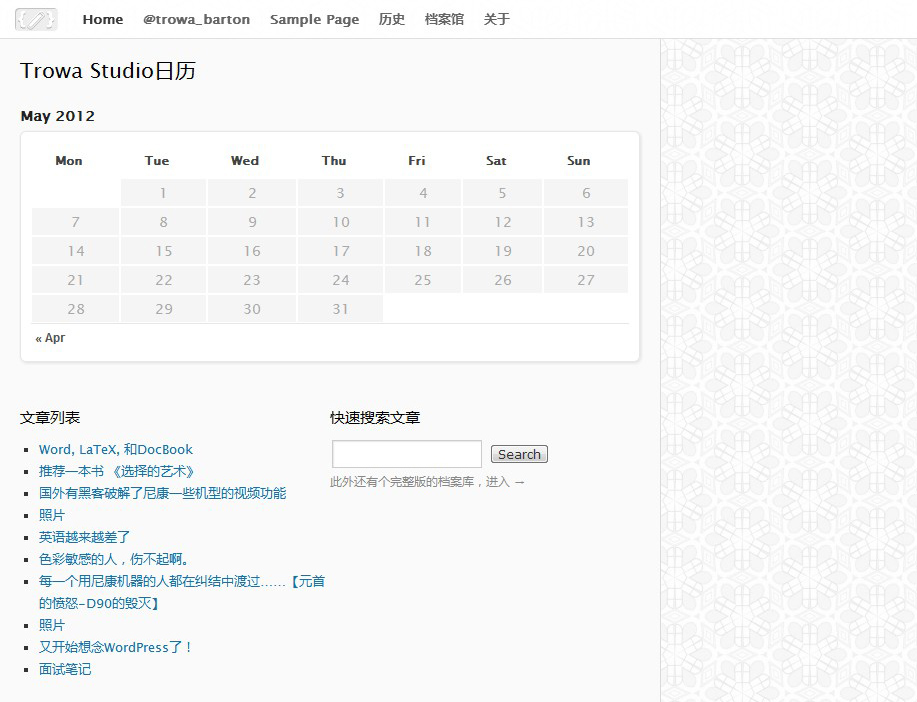 Home @trowa_barton Sample Page 历史 档案馆 关于
Trowa Studio日历
May 2012
Mon Tue Wed Thu Fri Sat Sun
1 2 3 4 5 6
7 8 9 10 11 12 13
14 15 16 17 18 19 20
21 22 23 24 25 26 27
28 29 30 31
« Apr
文章列表
Word, LaTeX, 和DocBook
推荐一本书 《选择的艺术》
国外有黑客破解了尼康一些机型的视频功能
照片
英语越来越差了
色彩敏感的人，伤不起啊。
每一个用尼康机器的人都在纠结中渡过……【元首
的愤怒–D90的毁灭】
照片
又开始想念WordPress了！
面试笔记
快速搜索文章
Search
此外还有个完整版的档案库，进入 →